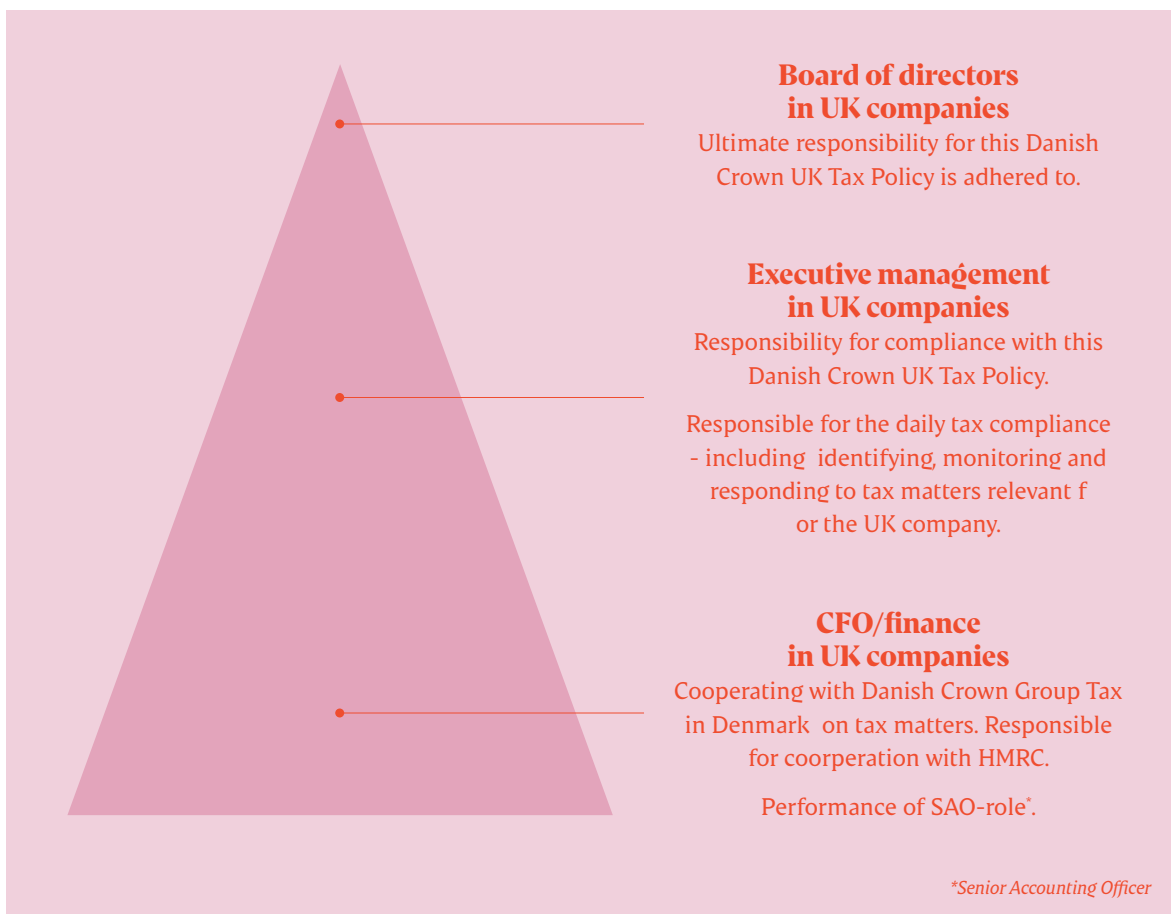 Board of directors
in UK companies
Ultimate responsibility for this Danish
Crown UK Tax Policy is adhered to.
Executive management
in UK companies
Responsibility for compliance with this
Danish Crown UK Tax Policy.
Responsible for the daily tax compliance
- including  identifying, monitoring and
responding to tax matters relevant f
or the UK company.
CFO/finance
in UK companies
Cooperating with Danish Crown Group Tax
in Denmark  on tax matters. Responsible
for coorperation with HMRC.
Performance of SAO-role*.
*Senior Accounting Officer